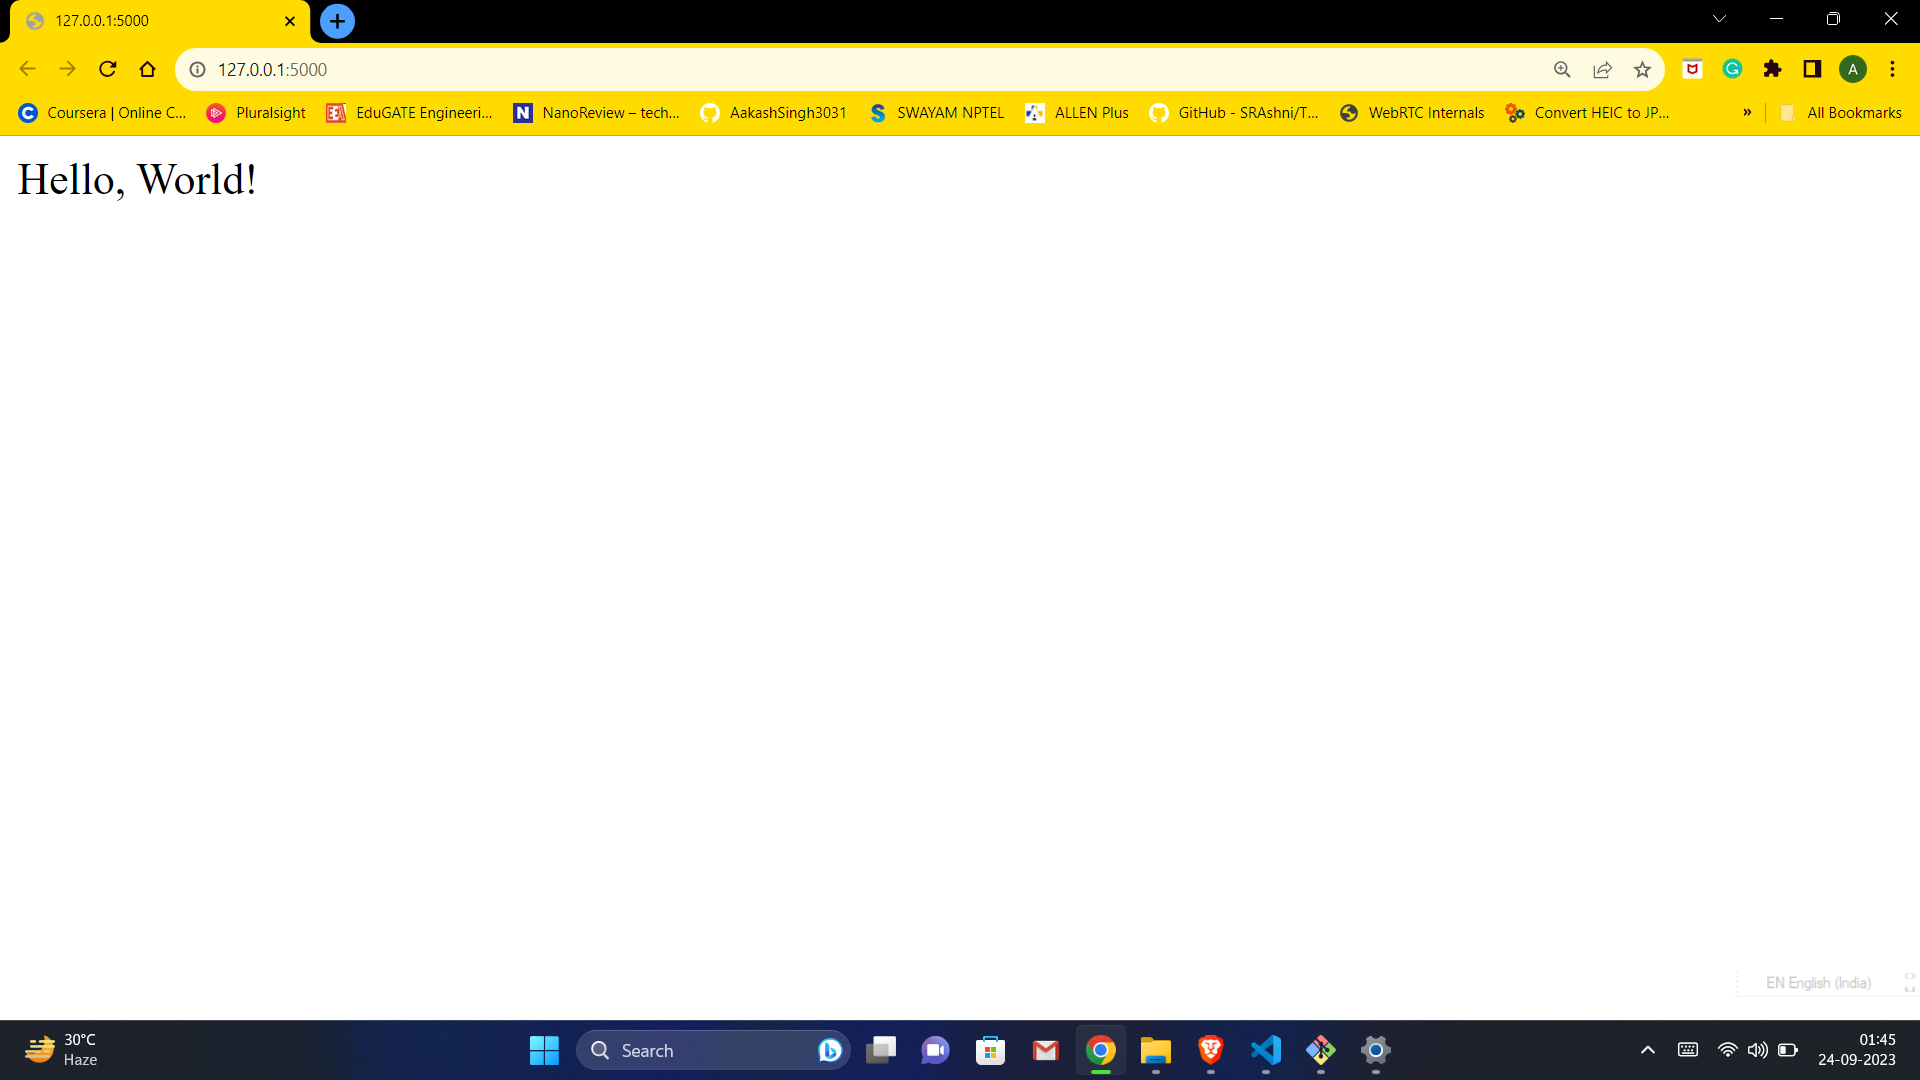 127.0.0.1:5000
127.0.0.1:5000
Coursera | Online C... Pluralsight EduGATE Engineeri... NanoReview – tech... AakashSingh3031 SWAYAM NPTEL ALLEN Plus GitHub - SRAshni/T... WebRTC Internals Convert HEIC to JP... » All Bookmarks
Hello, World!
EN English (India)
30°C
Haze
Search
01:45
24-09-2023